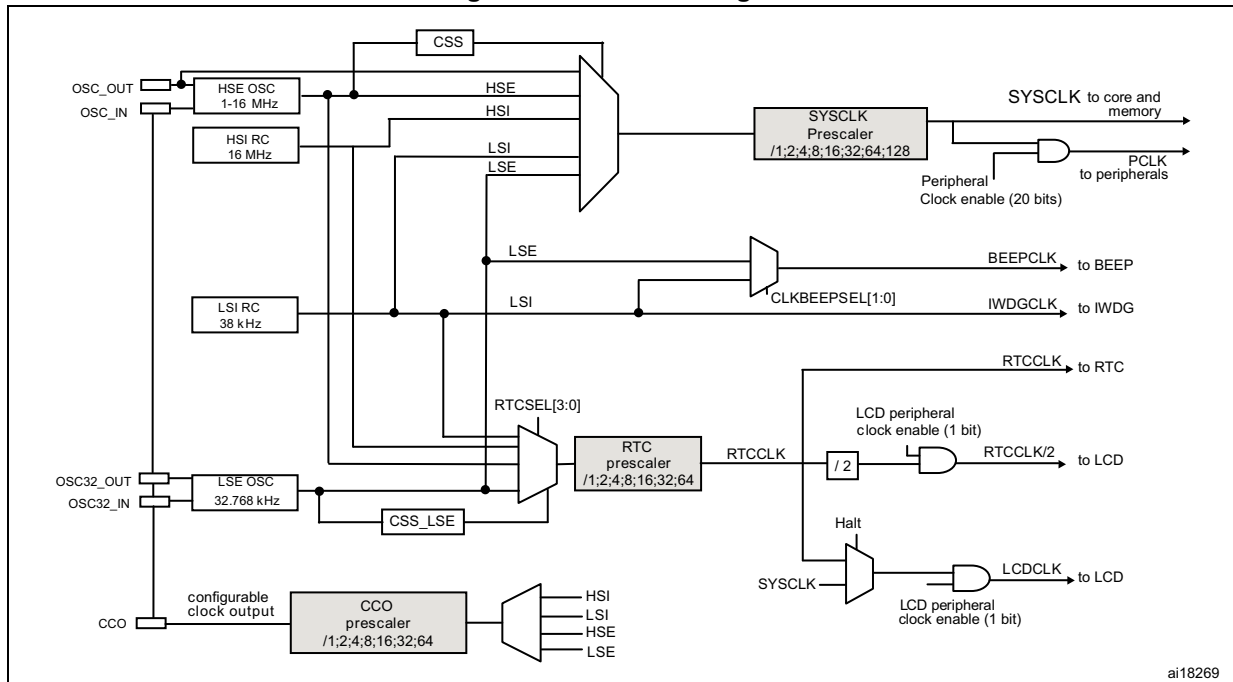 CSS
OSC_OUT
HSE OSC
1-16 MHz
OSC_IN
HSE
HSI
HSI RC
16 MHz
LSI
LSE
SYSCLK
Prescaler
/1;2;4;8;16;32;64;128
SYSCLK to core and
memory
PCLK
to peripherals
Peripheral
Clock enable (20 bits)
LSE
BEEPCLK
to BEEP
CLKBEEPSEL[1:0]
LSI RC
38 kHz
LSI
IWDGCLK
to IWDG
RTCCLK
to RTC
RTCSEL[3:0]
LCD peripheral
clock enable (1 bit)
RTC
prescaler
/1;2;4;8;16;32;64
RTCCLK
/ 2
RTCCLK/2
to LCD
OSC32_OUT
LSE OSC
32.768 kHz
OSC32_IN
CSS_LSE
Halt
SYSCLK
LCDCLK
to LCD
LCD peripheral
clock enable (1 bit)
configurable
clock output
CCO
CCO
prescaler
/1;2;4;8;16;32;64
HSI
LSI
HSE
LSE
ai18269